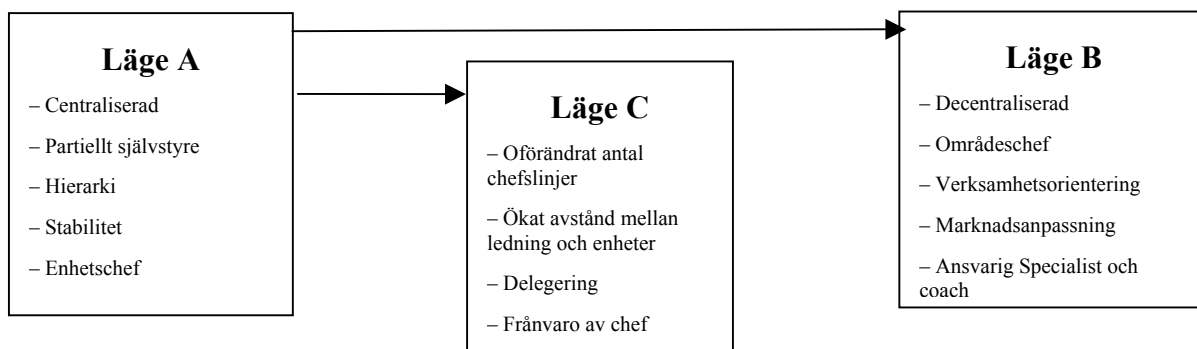 Läge A
– Centraliserad
– Partiellt självstyre
– Hierarki
– Stabilitet
– Enhetschef
Läge C
– Oförändrat antal
chefslinjer
– Ökat avstånd mellan
ledning och enheter
– Delegering
– Frånvaro av chef
Läge B
– Decentraliserad
– Områdeschef
– Verksamhetsorientering
– Marknadsanpassning
– Ansvarig Specialist och
coach